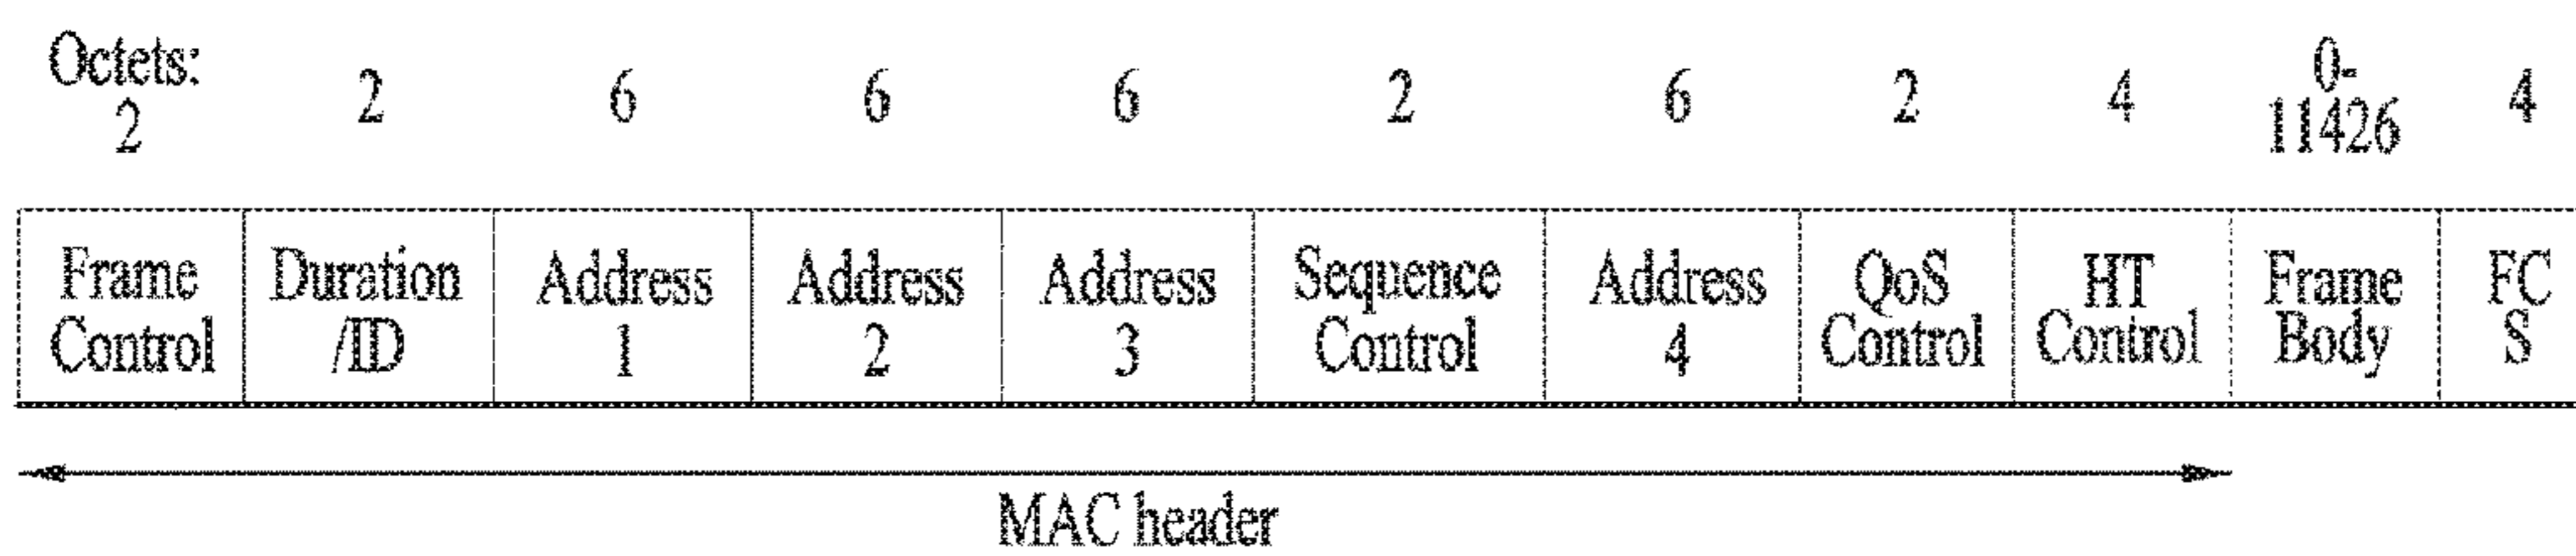 Octets:
2 2 6 6 6 2 6 2 4 0-
11426 4
Frame Duration Address Address Address Sequence Address QoS HT Frame FC
Control /ID 1 2 3 Control 4 Control Control Body S
MAC header